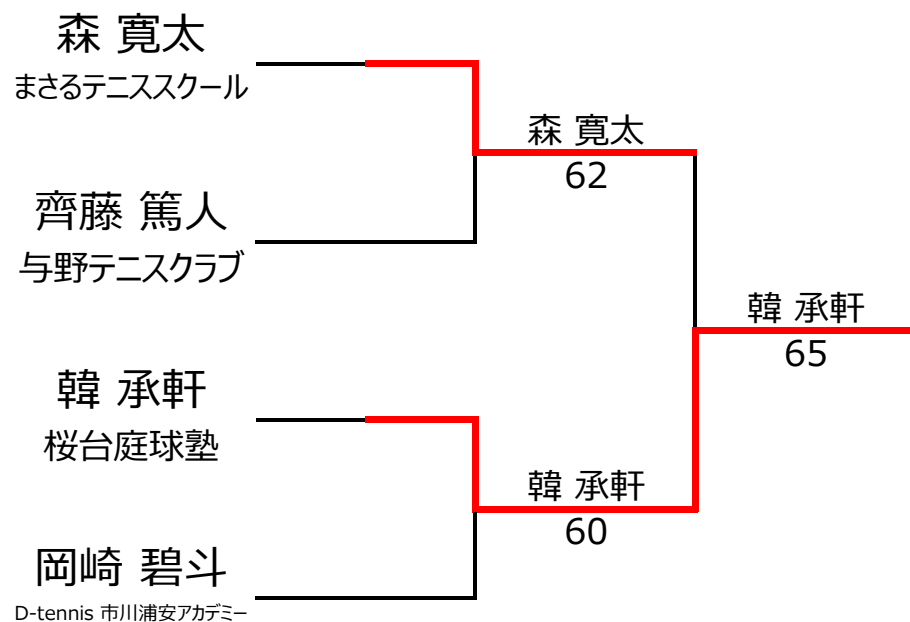 森 寛太
まさるテニススクール
齊藤 篤人
与野テニスクラブ
韓 承軒
桜台庭球塾
岡崎 碧斗
D-tennis 市川浦安アカデミー
森 寛太
62
韓 承軒
60
韓 承軒
65